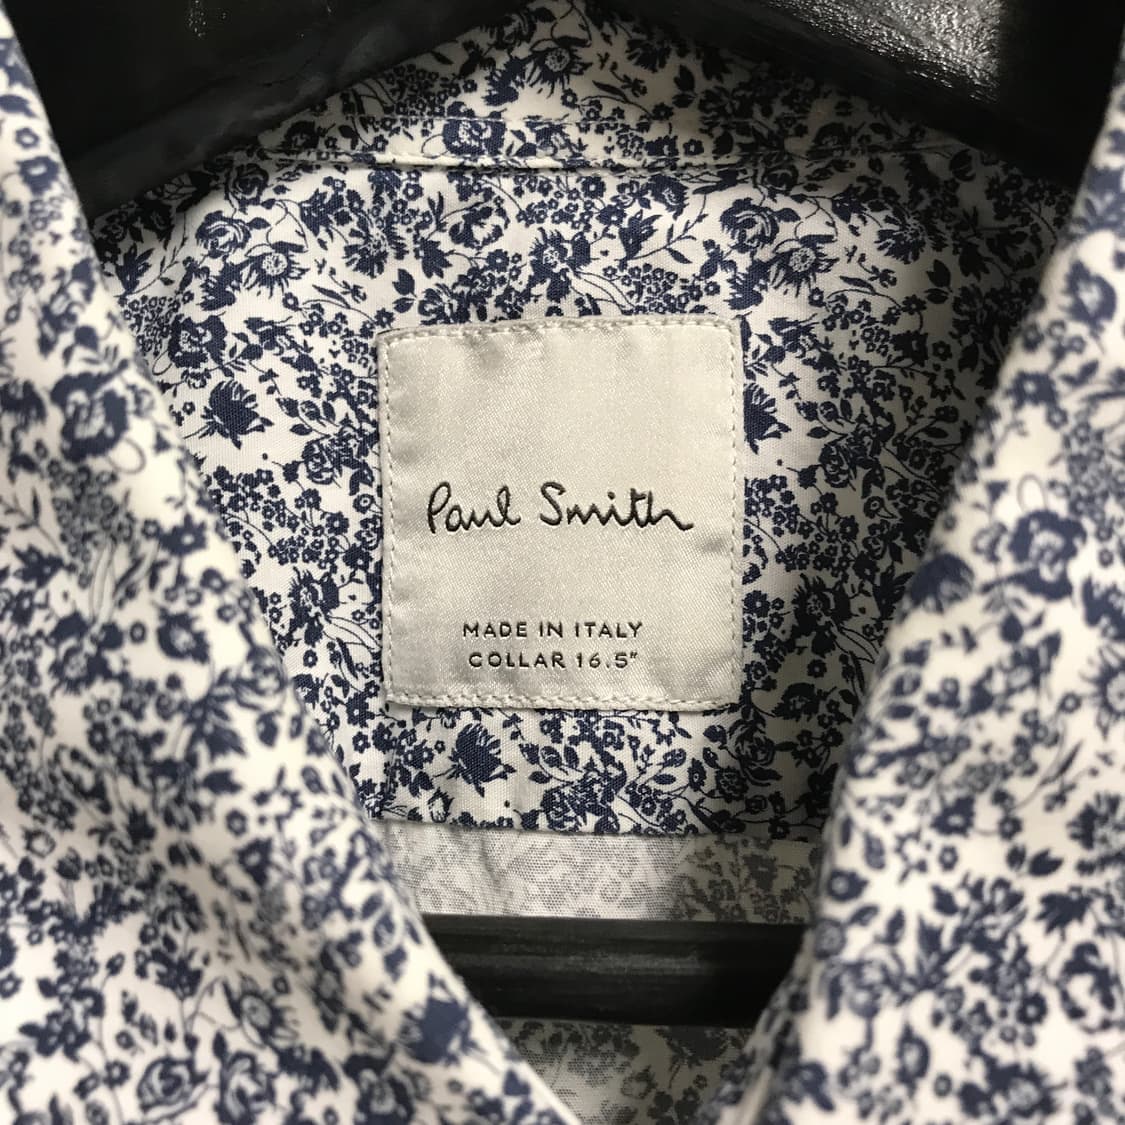 Paul Smith
MADE IN ITALY
COLLAR 16.5"